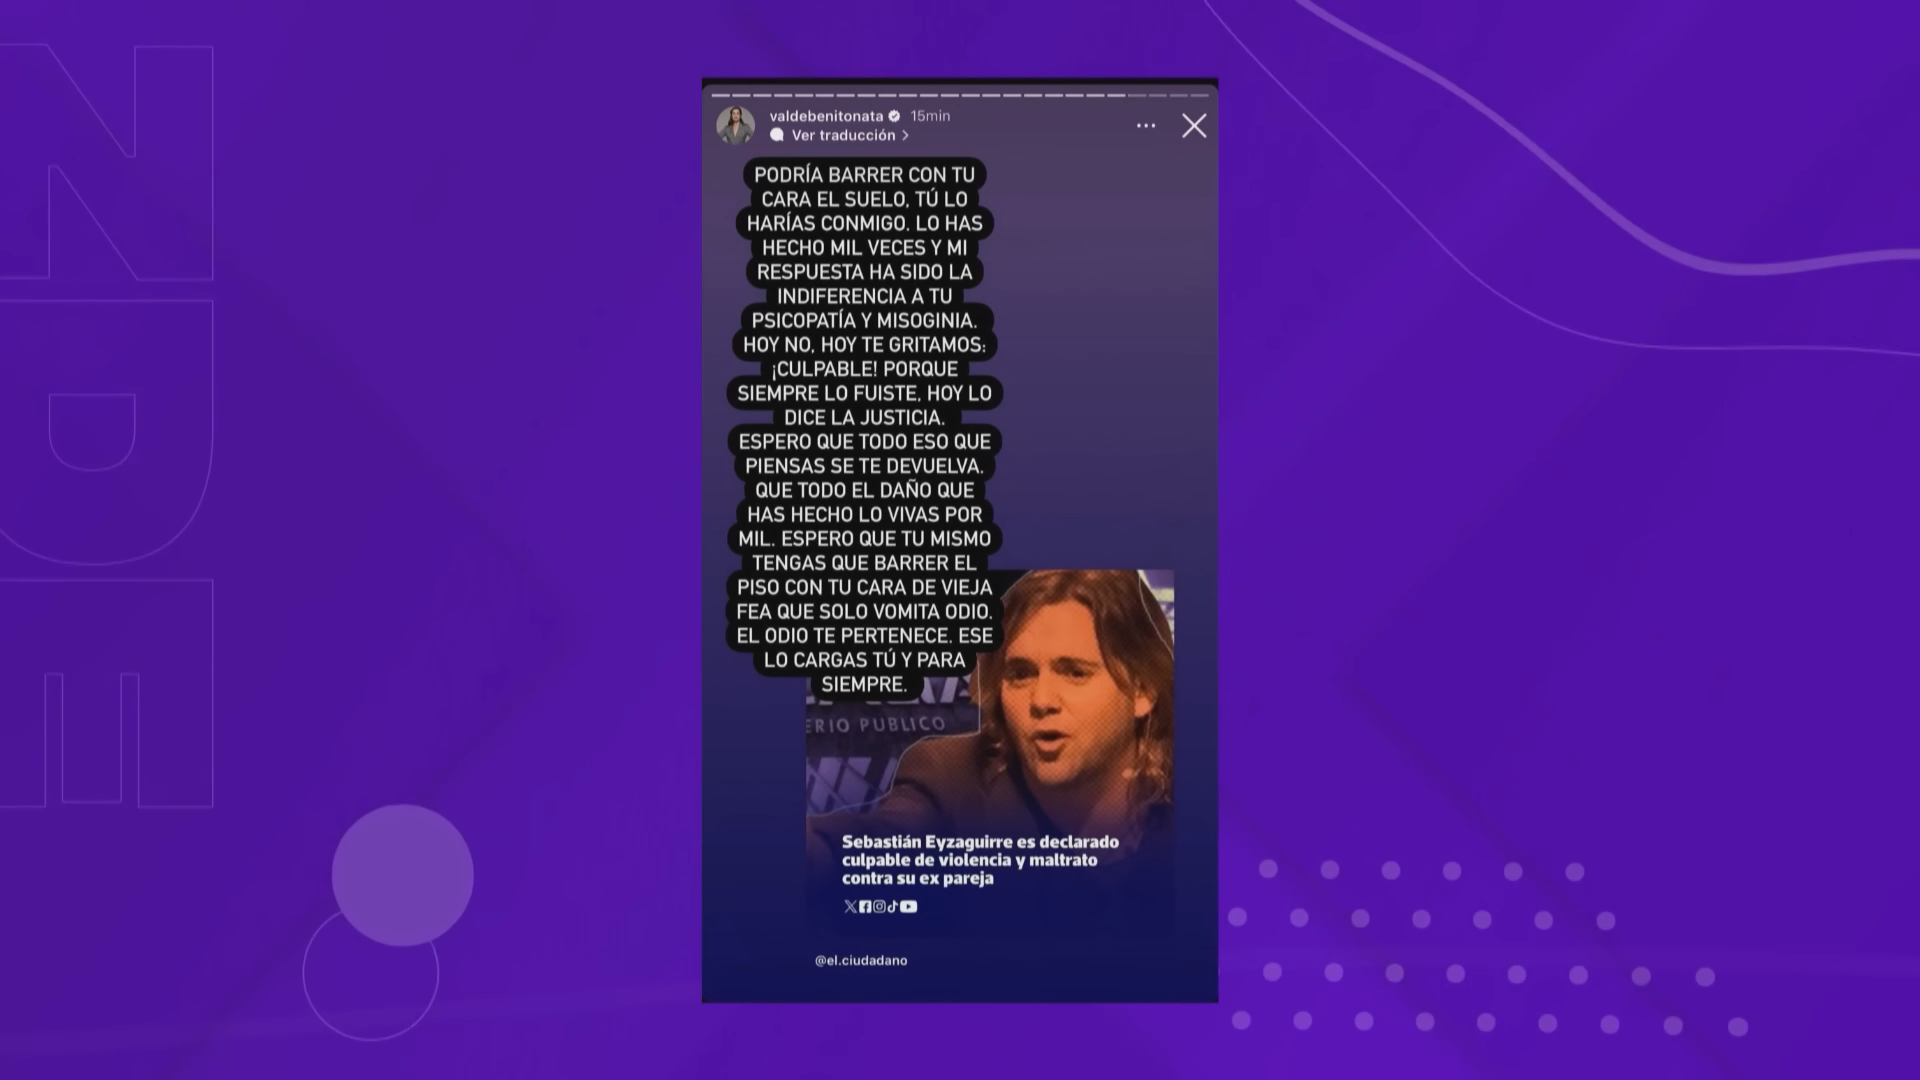 valdebenitonata 15min
Ver traducción
PODRÍA BARRER CON TU
CARA EL SUELO, TÚ LO
HARÍAS CONMIGO. LO HAS
HECHO MIL VECES Y MI
RESPUESTA HA SIDO LA
INDIFERENCIA A TU
PSICOPATÍA Y MISOGINIA.
HOY NO, HOY TE GRITAMOS:
¡CULPABLE! PORQUE
SIEMPRE LO FUISTE, HOY LO
DICE LA JUSTICIA.
ESPERO QUE TODO ESO QUE
PIENSAS SE TE DEVUELVA.
QUE TODO EL DAÑO QUE
HAS HECHO LO VIVAS POR
MIL. ESPERO QUE TU MISMO
TENGAS QUE BARRER EL
PISO CON TU CARA DE VIEJA
FEA QUE SOLO VOMITA ODIO.
EL ODIO TE PERTENECE. ESE
LO CARGAS TÚ Y PARA
SIEMPRE.
ERIO PUBLICO
Sebastián Eyzaguirre es declarado
culpable de violencia y maltrato
contra su ex pareja
@el.ciudadano